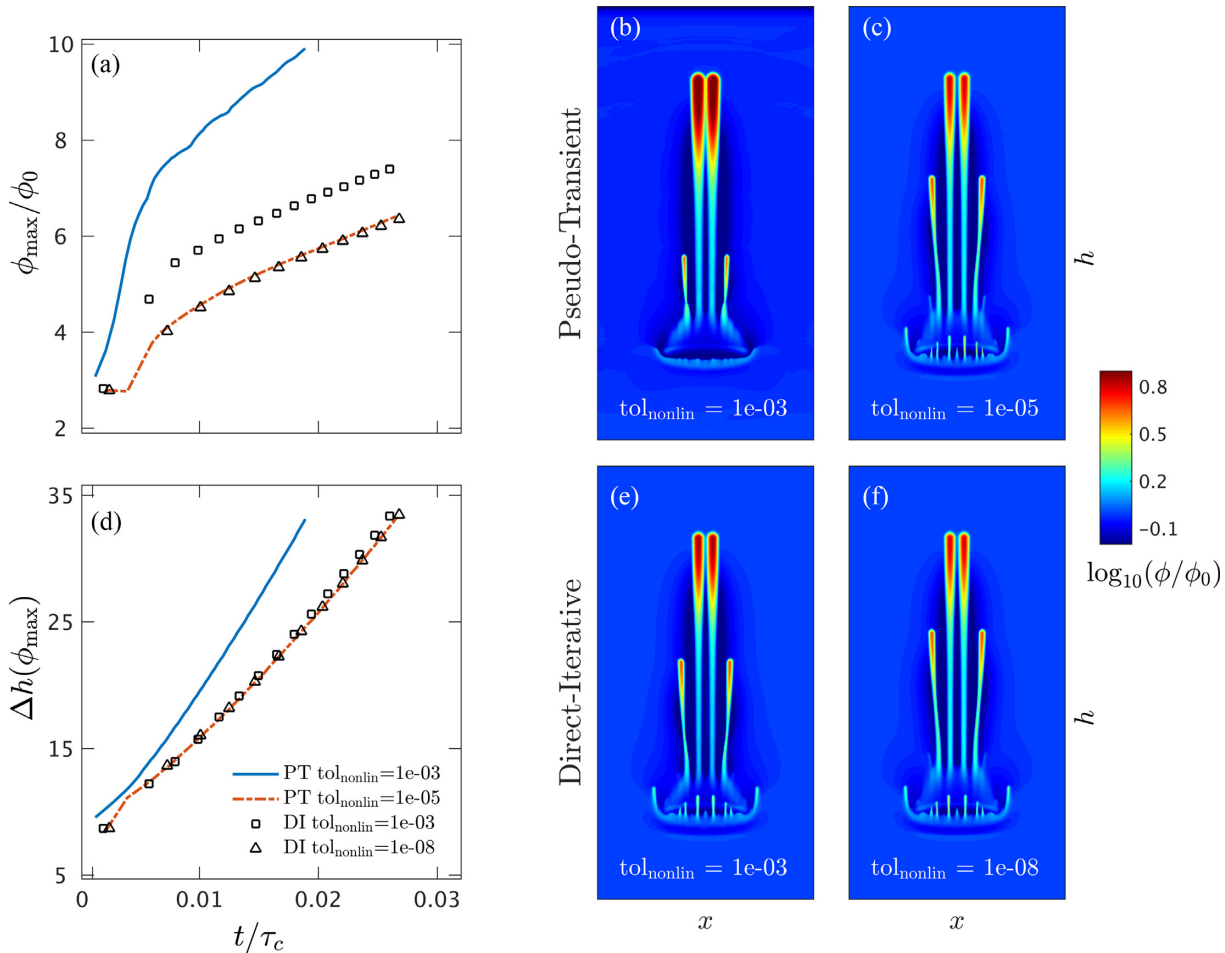 (a)
10
8
6
4
2
ϕmax/ϕ0
(d)
35
25
15
5
Δh(ϕmax)
PT tolnonlin=1e-03
PT tolnonlin=1e-05
DI tolnonlin=1e-03
DI tolnonlin=1e-08
0 0.01 0.02 0.03
t/τc
Pseudo-Transient
(b)
tolnonlin = 1e-03
(c)
tolnonlin = 1e-05
h
Direct-Iterative
(e)
tolnonlin = 1e-03
(f)
tolnonlin = 1e-08
h
x
x
0.8
0.5
0.2
−0.1
log10(ϕ/ϕ0)